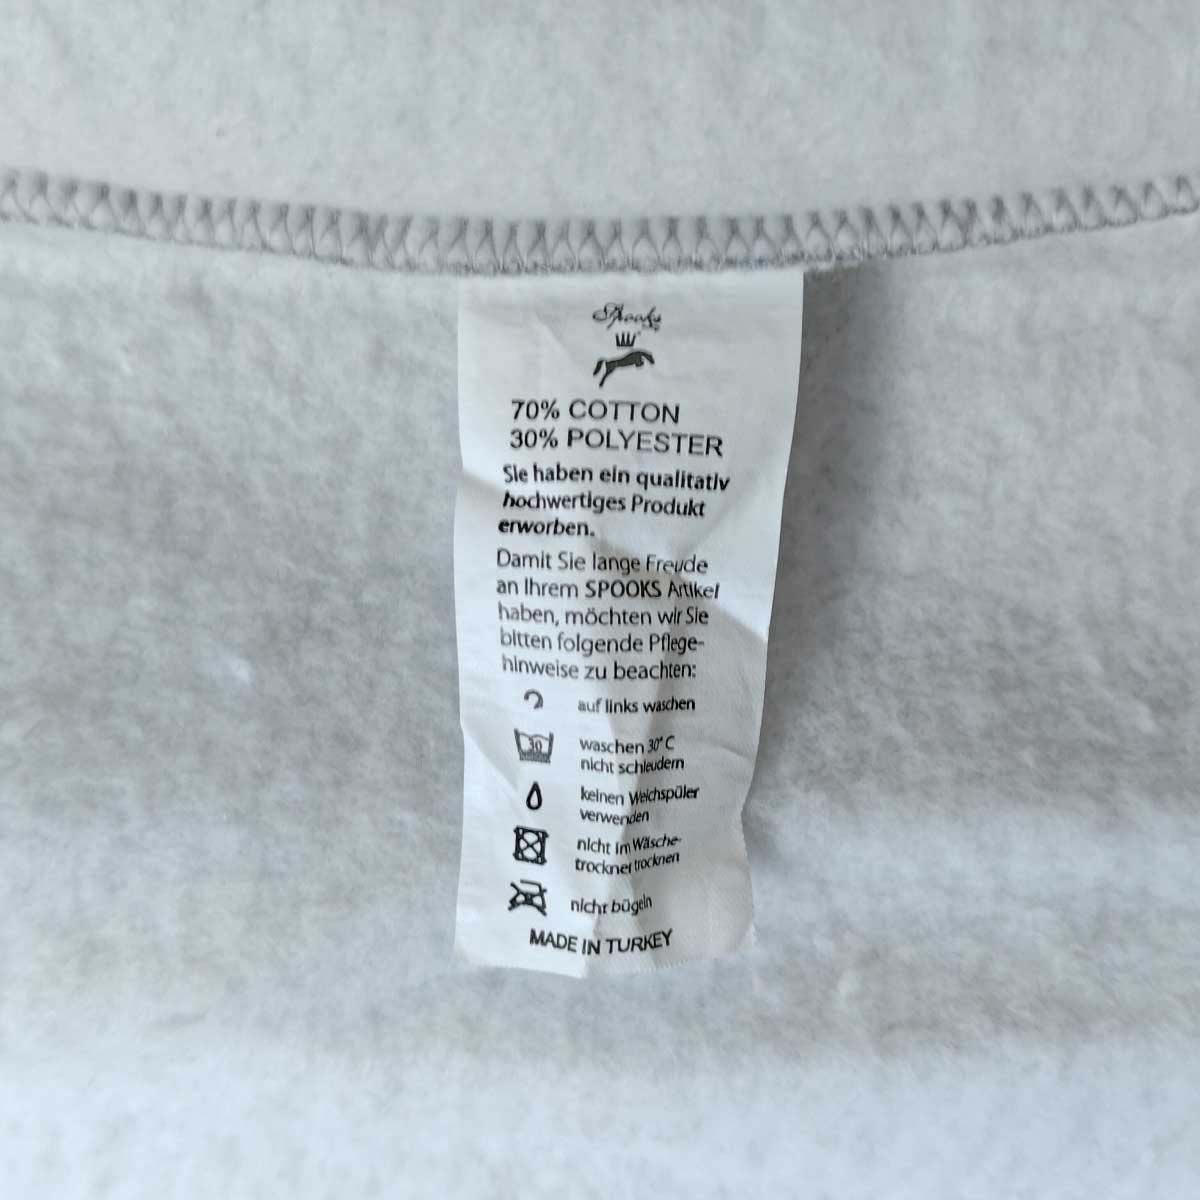 Spooks
70% COTTON
30% POLYESTER
Sie haben ein qualitativ
hochwertiges Produkt
erworben.
Damit Sie lange Freude
an Ihrem SPOOKS Artikel
haben, möchten wir Sie
bitten folgende Pflege-
hinweise zu beachten:
auf links waschen
30 waschen 30°C
nicht schleudern
keinen Weichspüler
verwenden
nicht im Wäsche-
trockner trocknen
nicht bügeln
MADE IN TURKEY